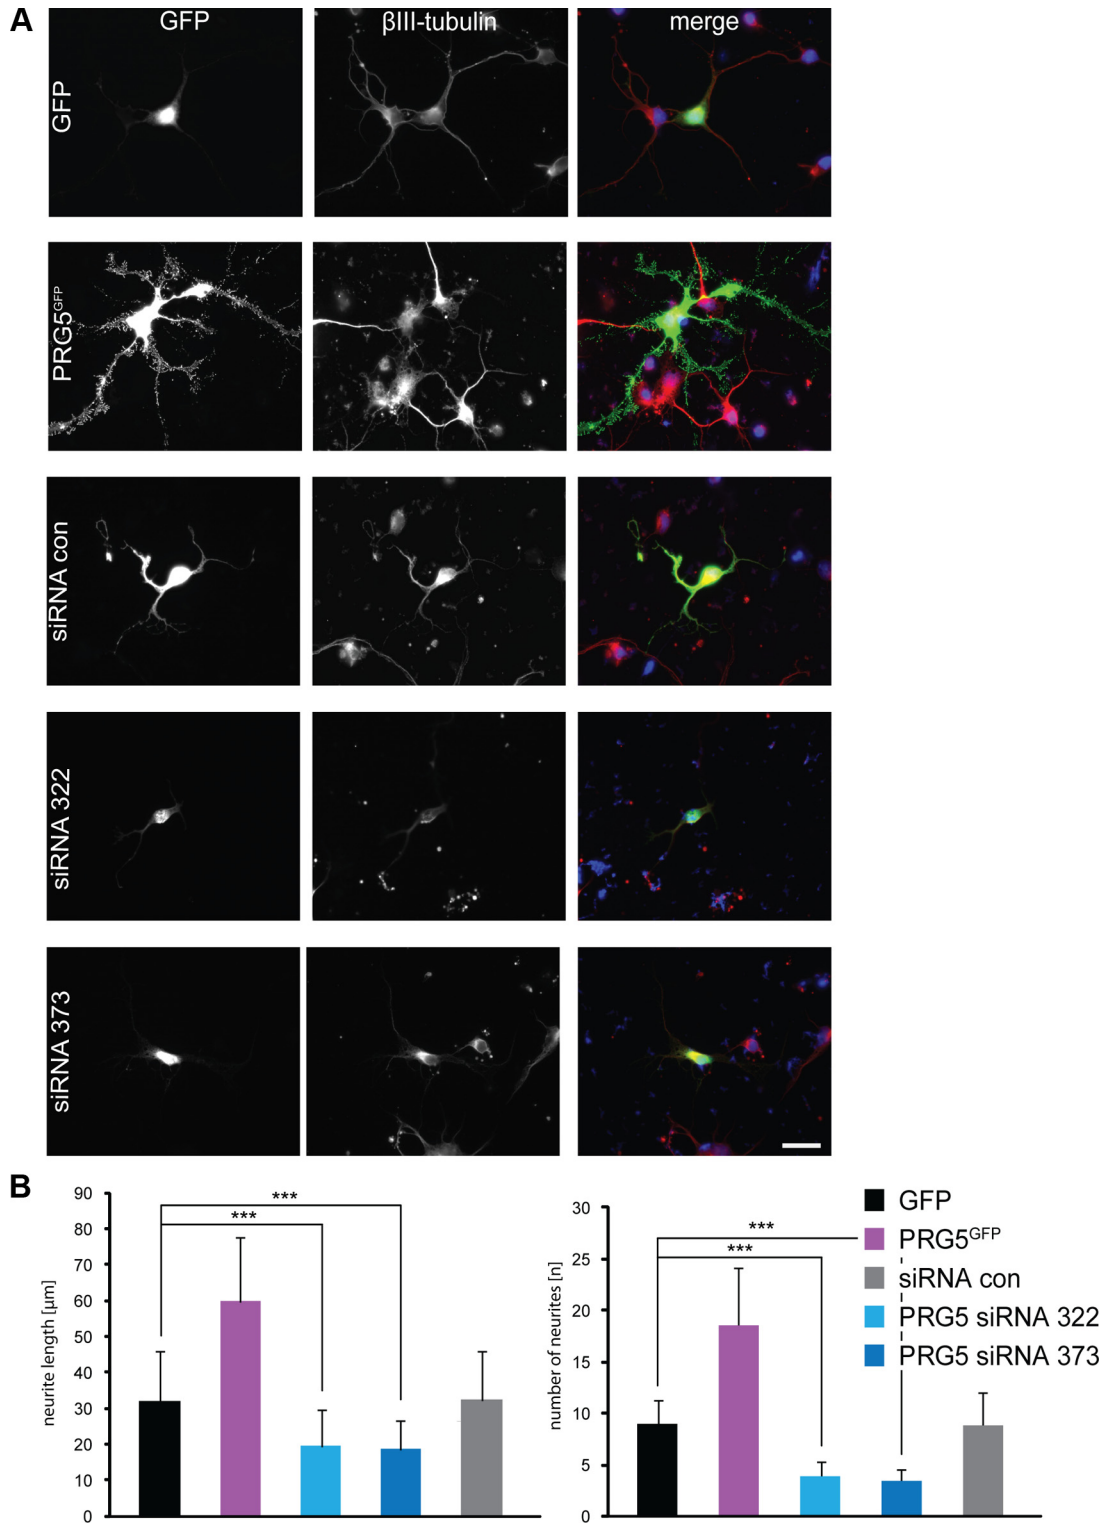 A
GFP βIII-tubulin merge
GFP
PRG5GFP
siRNA con
siRNA 322
siRNA 373
B
neurite length [µm]
90
80
70
60
50
40
30
20
10
0
***
***
number of neurites [n]
30
25
20
15
10
5
0
***
***
GFP
PRG5GFP
siRNA con
PRG5 siRNA 322
PRG5 siRNA 373